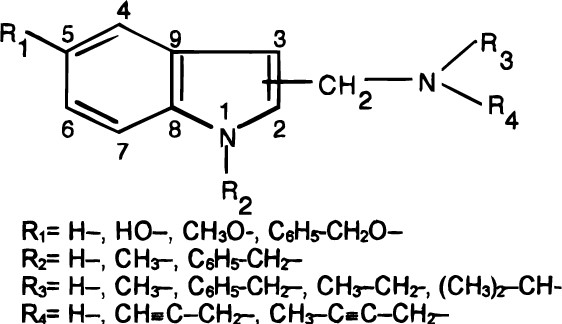 R₁ 5 4 9 3 CH₂ N R₃
6 7 8 1 N 2 R₄
R₂
R₁= H–, HO–, CH₃O-, C₆H₅-CH₂O–
R₂= H–, CH₃–, C₆H₅-CH₂–
R₃= H–, CH₃–, C₆H₅-CH₂–, CH₃-CH₂-, (CH₃)₂–CH-
R₄= H–, CH≡C–CH₂–, CH₃-C≡C-CH₂–